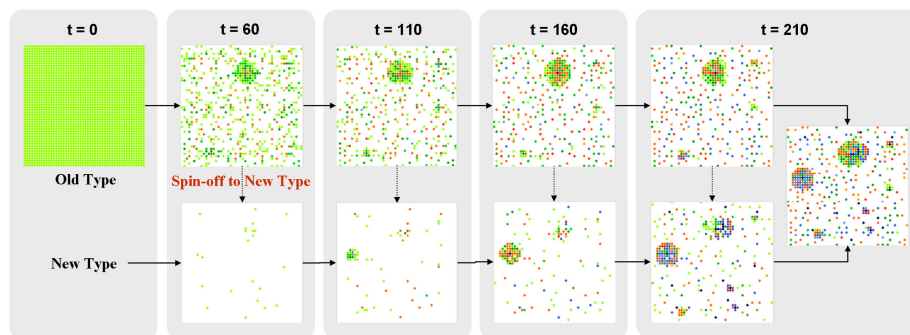 t = 0
t = 60
t = 110
t = 160
t = 210
Old Type
Spin-off to New Type
New Type